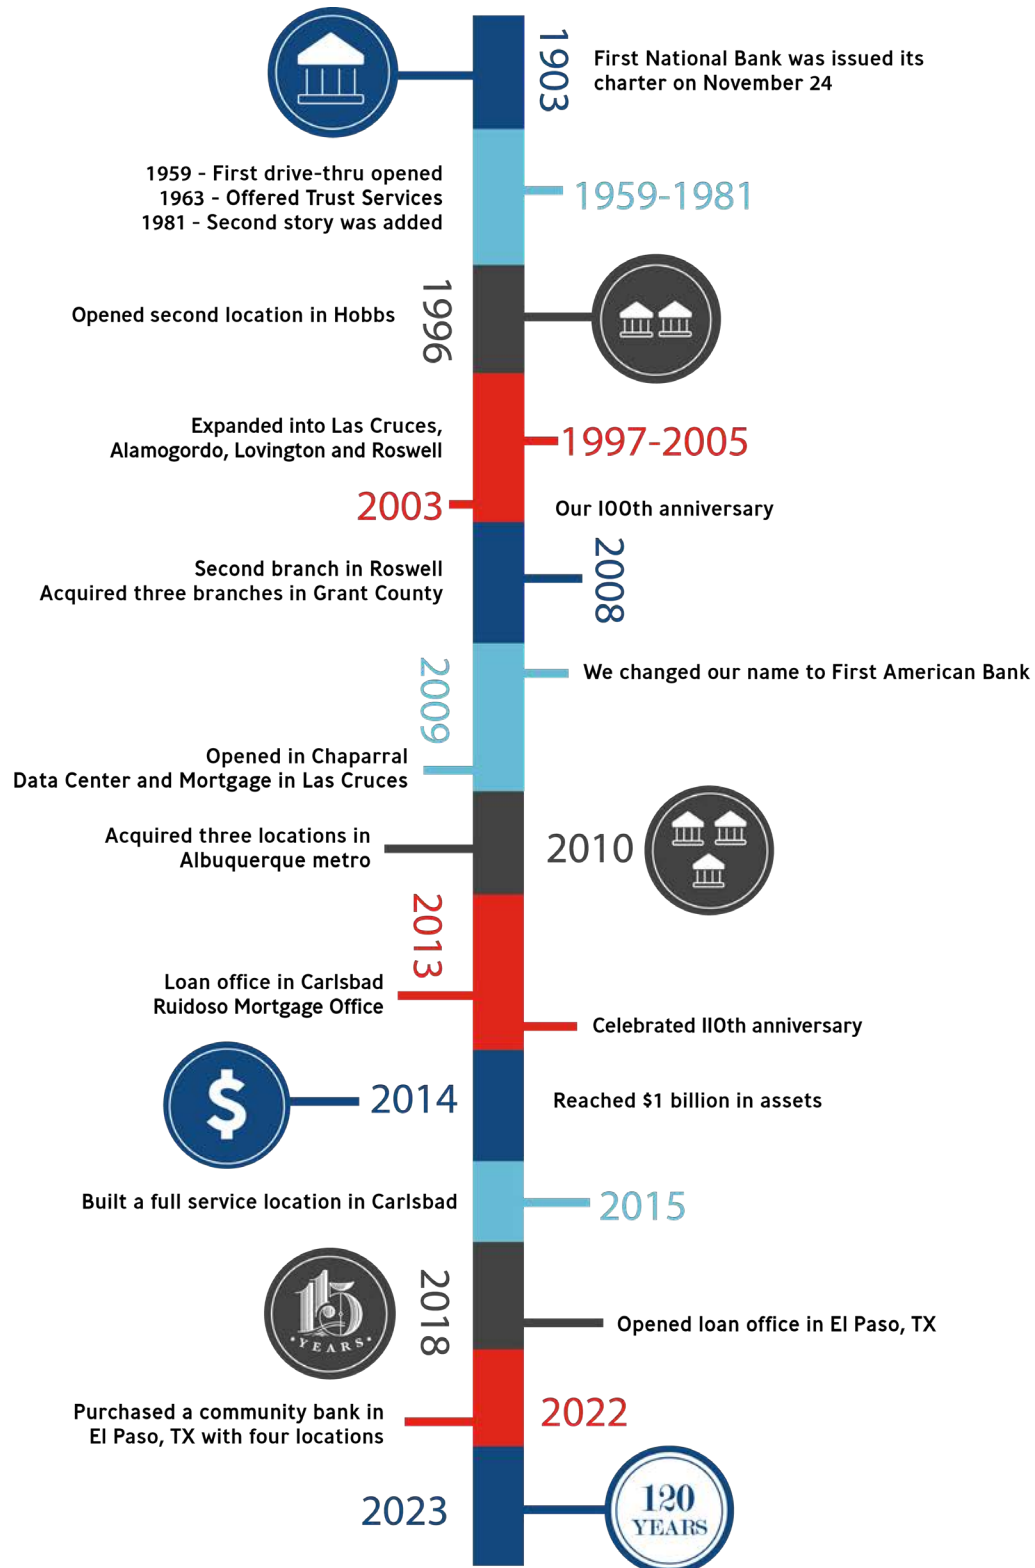 1903
First National Bank was issued its
charter on November 24
1959 - First drive-thru opened
1963 - Offered Trust Services
1981 - Second story was added
1959-1981
1996
Opened second location in Hobbs
Expanded into Las Cruces,
Alamogordo, Lovington and Roswell
1997-2005
2003
Our 100th anniversary
Second branch in Roswell
Acquired three branches in Grant County
2008
2009
We changed our name to First American Bank
Opened in Chaparral
Data Center and Mortgage in Las Cruces
Acquired three locations in
Albuquerque metro
2010
2013
Loan office in Carlsbad
Ruidoso Mortgage Office
Celebrated 110th anniversary
$
2014
Reached $1 billion in assets
Built a full service location in Carlsbad
2015
115
•YEARS•
2018
Opened loan office in El Paso, TX
Purchased a community bank in
El Paso, TX with four locations
2022
2023
120
YEARS